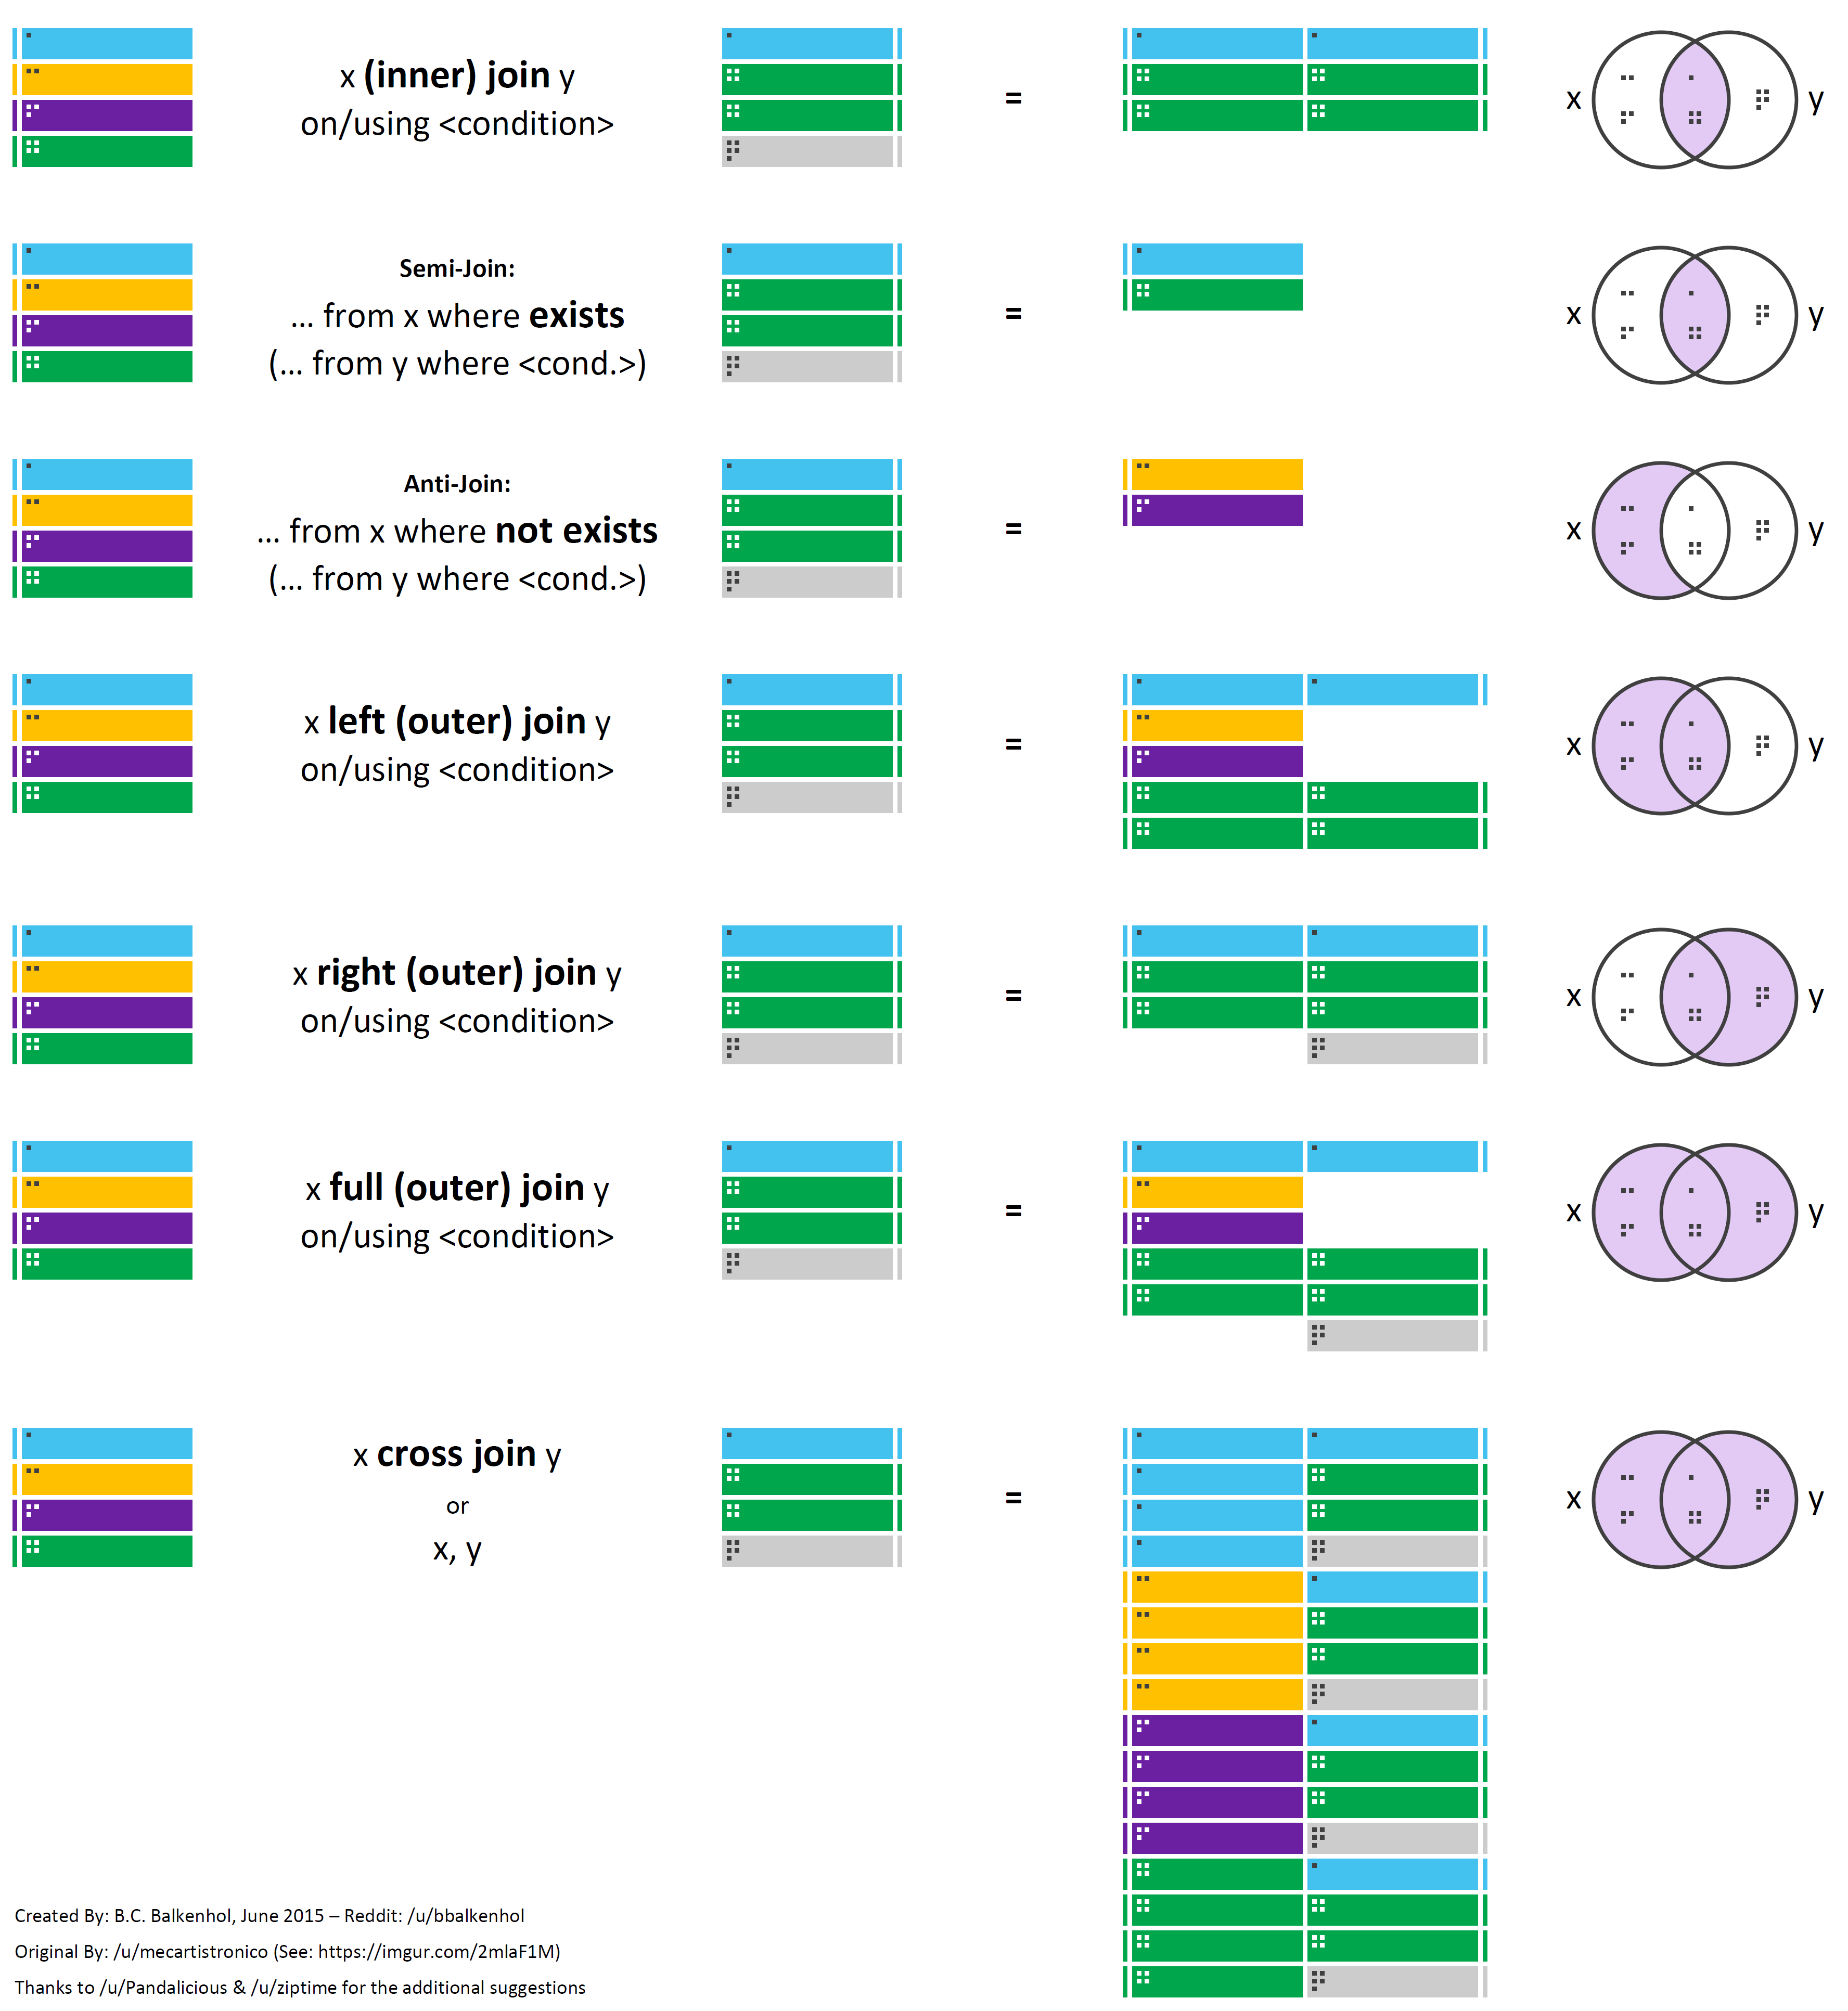 x (inner) join y
on/using <condition>
=
x
y
Semi-Join:
... from x where exists
(... from y where <cond.>)
=
x
y
Anti-Join:
... from x where not exists
(... from y where <cond.>)
=
x
y
x left (outer) join y
on/using <condition>
=
x
y
x right (outer) join y
on/using <condition>
=
x
y
x full (outer) join y
on/using <condition>
=
x
y
x cross join y
or
x, y
=
x
y
Created By: B.C. Balkenhol, June 2015 – Reddit: /u/bbalkenhol
Original By: /u/mecartistronico (See: https://imgur.com/2mlaF1M)
Thanks to /u/Pandalicious & /u/ziptime for the additional suggestions